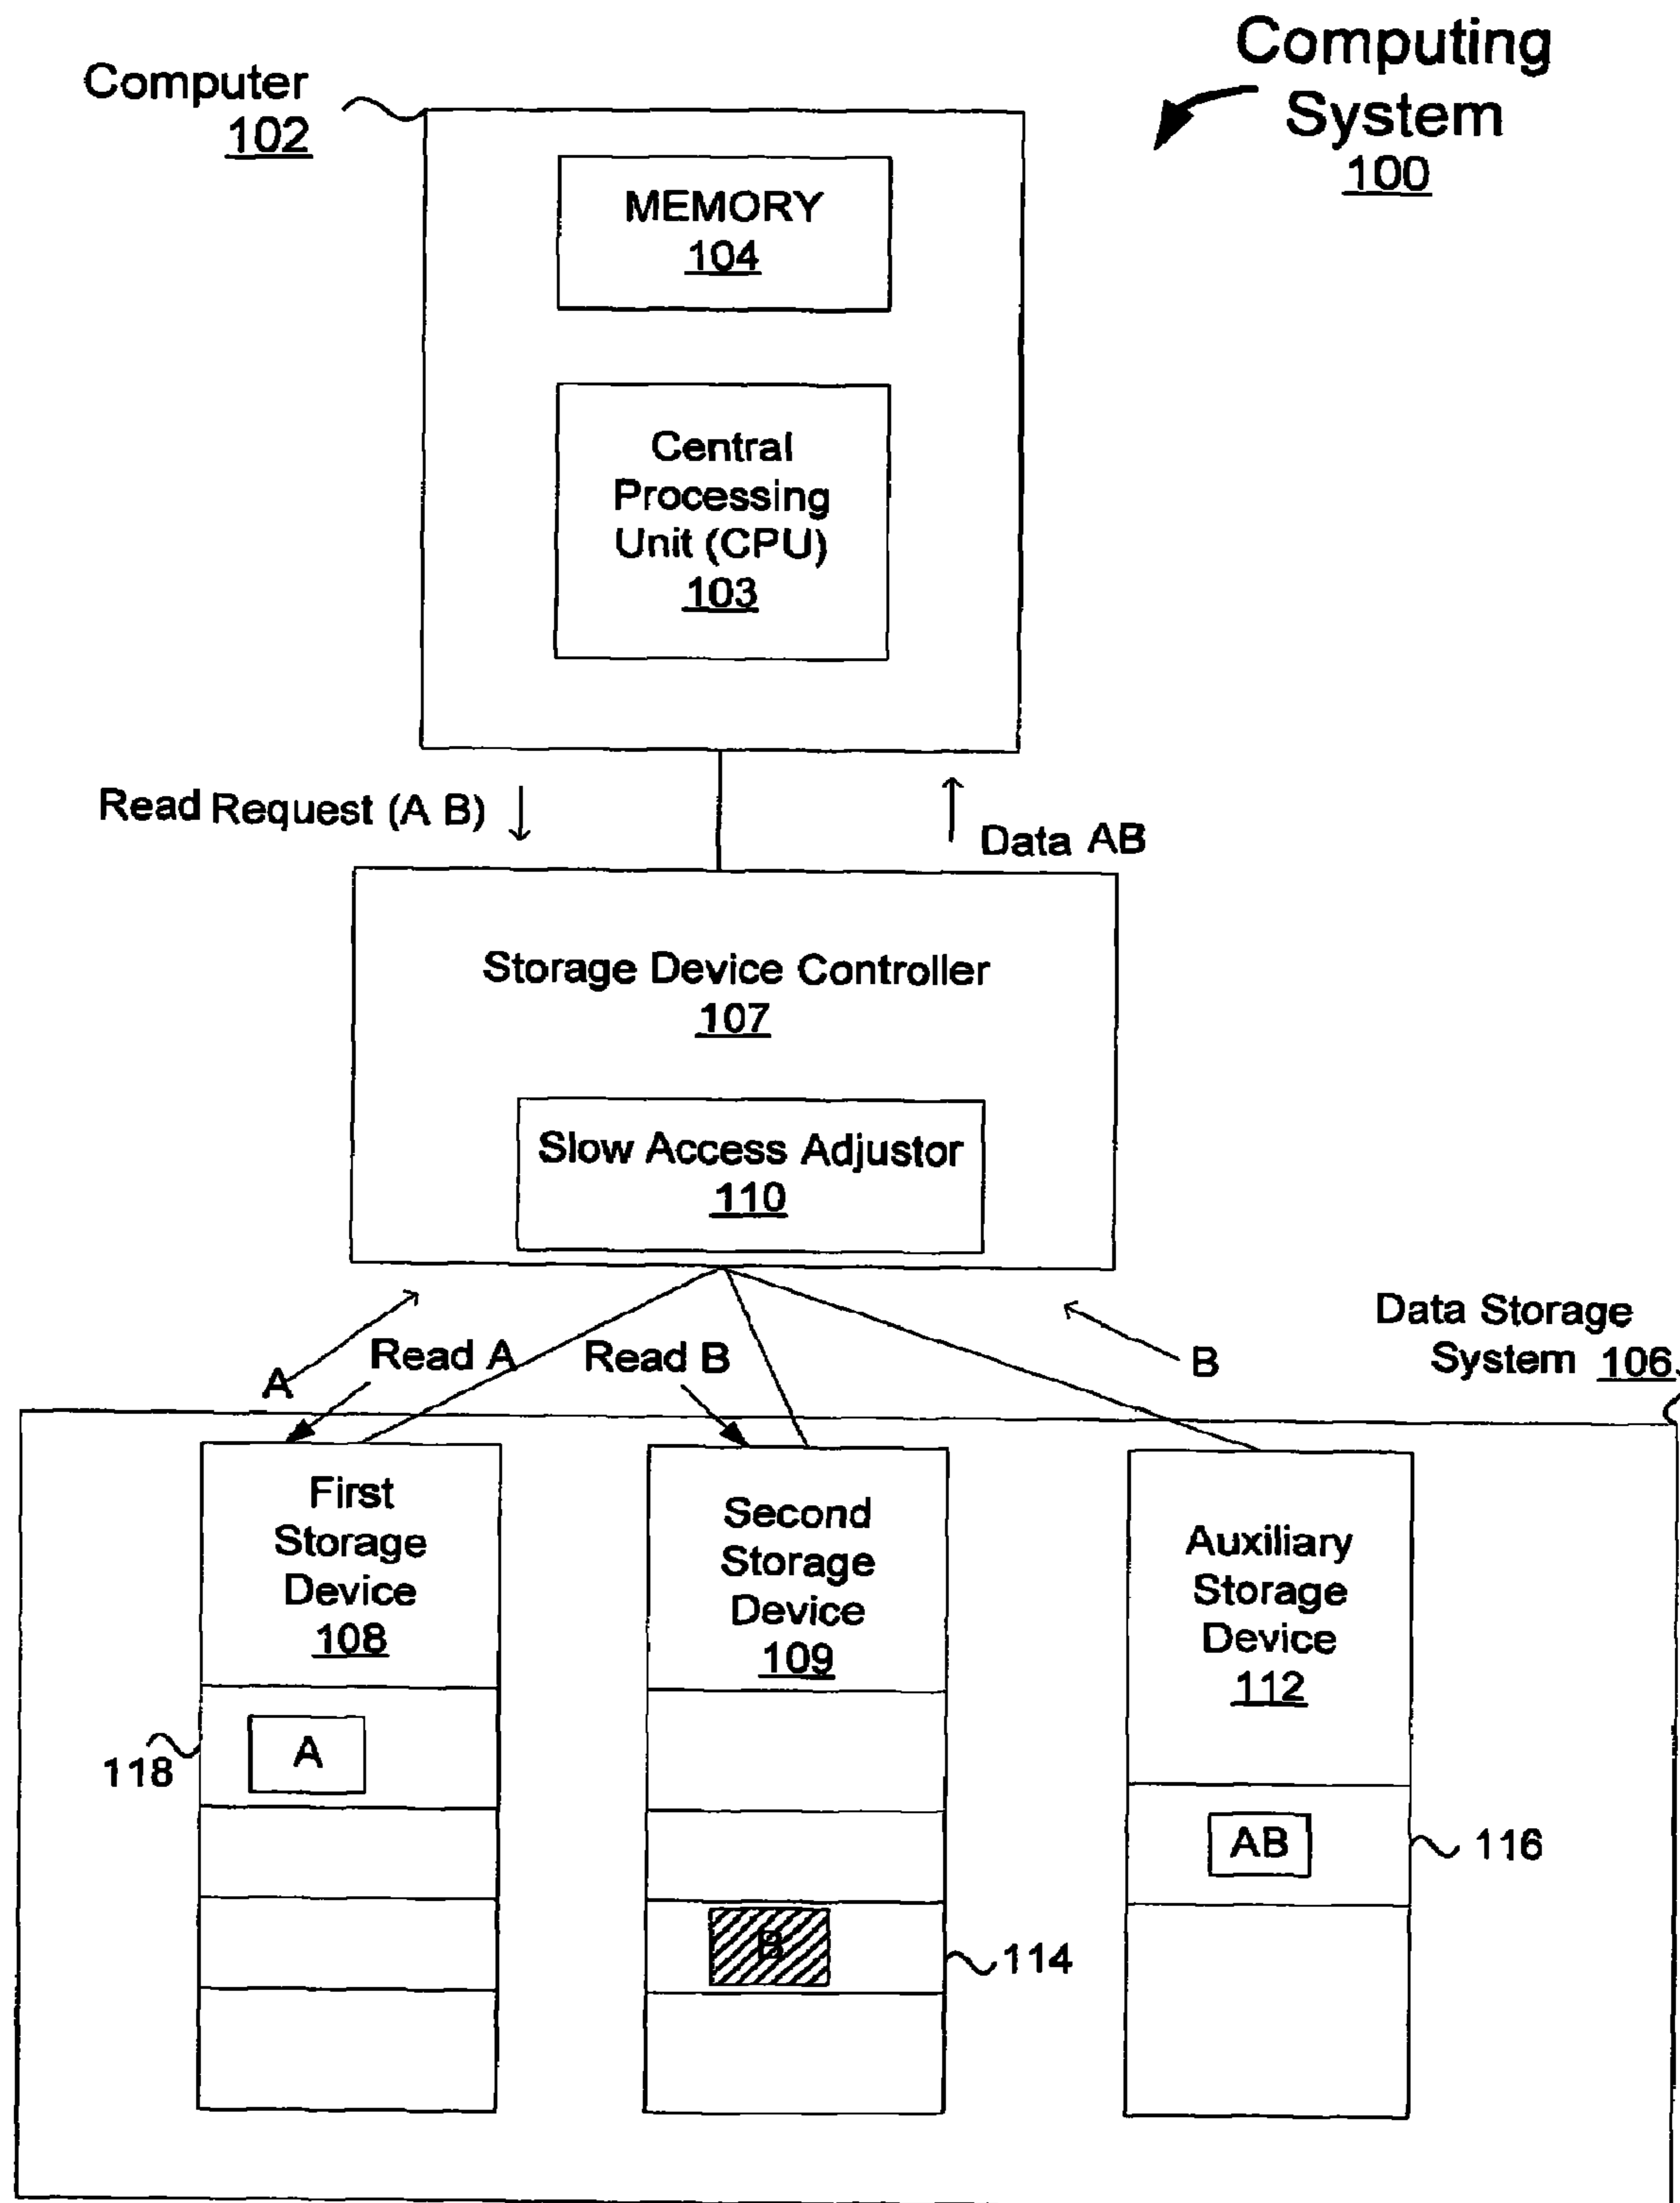 Computing
System
100
Computer
102
MEMORY
104
Central
Processing
Unit (CPU)
103
Read Request (A B)
Data AB
Storage Device Controller
107
Slow Access Adjustor
110
Data Storage
System 106
A
Read A
Read B
B
First
Storage
Device
108
Second
Storage
Device
109
Auxiliary
Storage
Device
112
118
A
AB
116
B
114